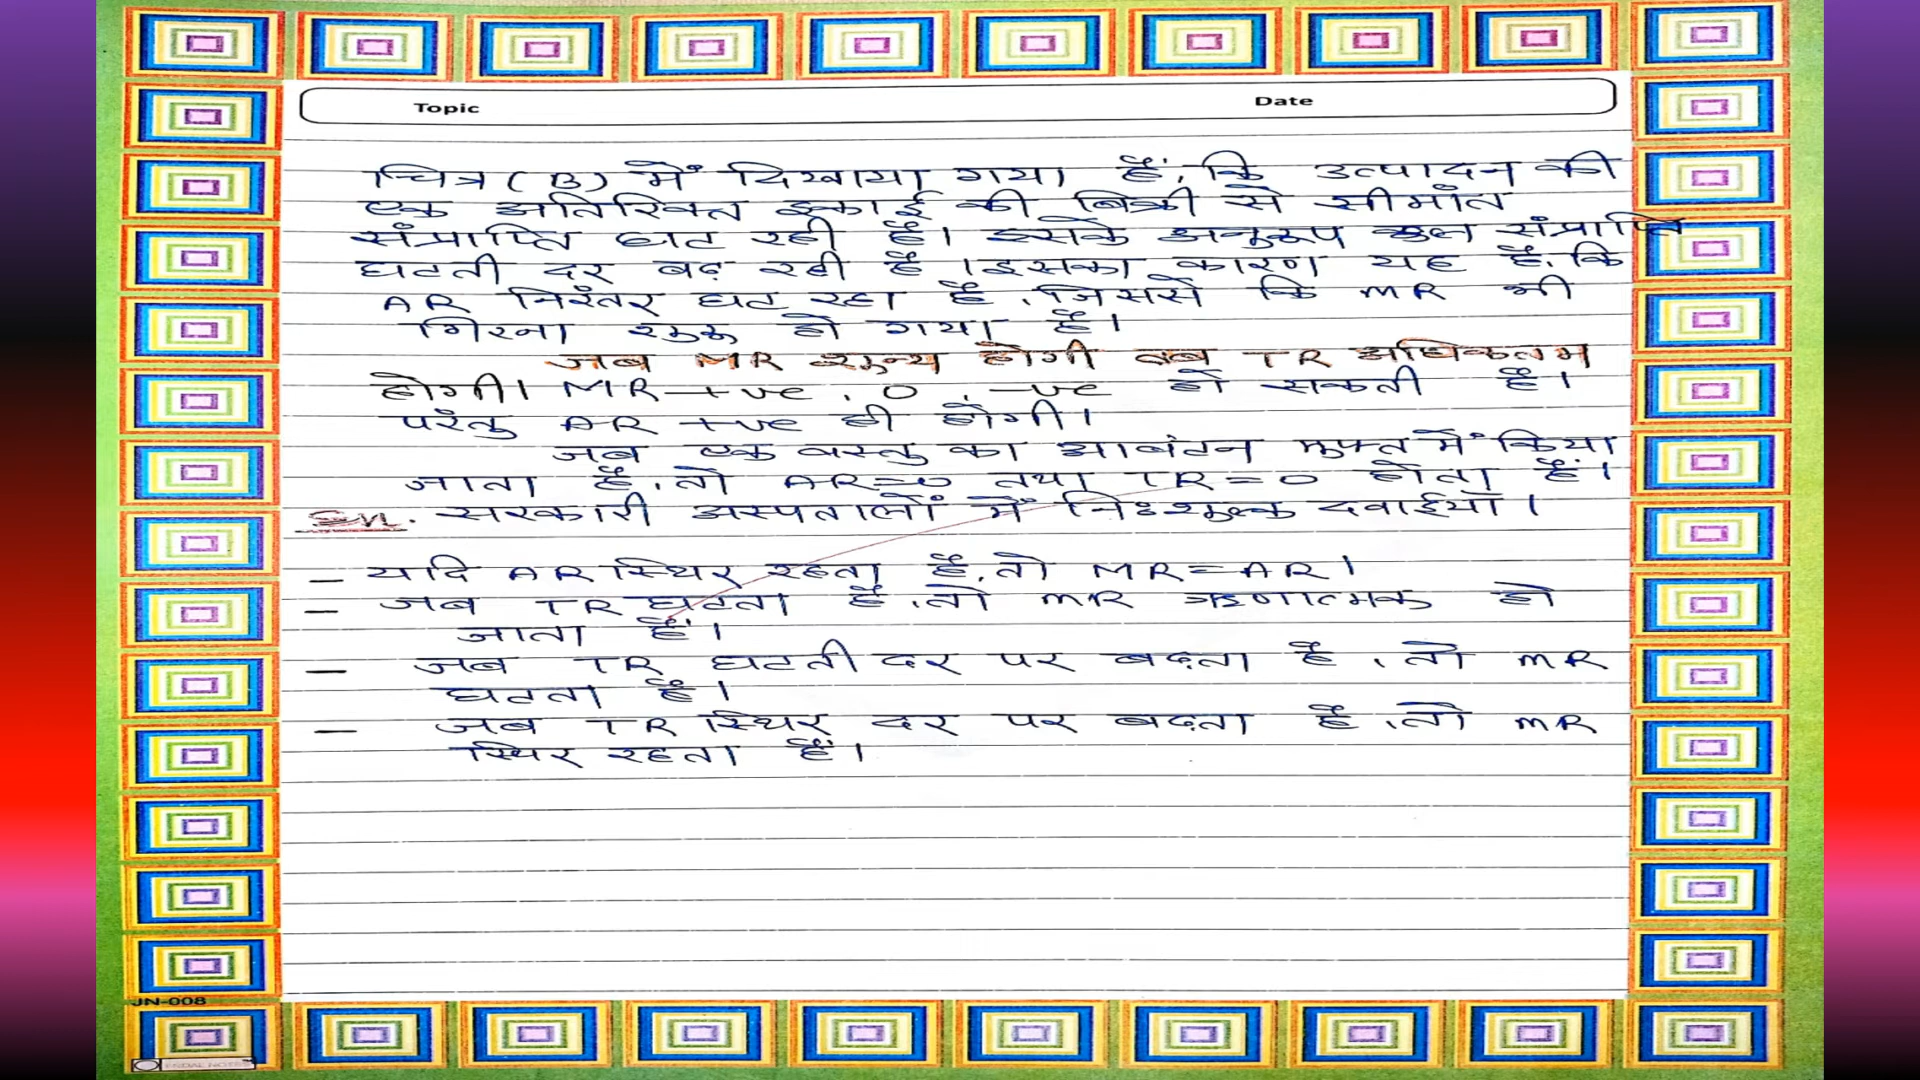 Topic Date
चित्र (B) में दिखाया गया है, कि उत्पादन की
एक अतिरिक्त इकाई की बिक्री से सीमांत
संप्राप्ति घट रही है। इसके अनुरूप कुल संप्राप्ति
घटती दर बढ़ रही है। इसका कारण यह है, कि
AR निरंतर घट रहा है, जिससे कि MR भी
गिरना शुरू हो गया है।
जब MR शून्य होगी तब TR अधिकतम
होगी। MR +ve, 0, -ve हो सकती है।
परंतु AR +ve ही होगी।
जब एक वस्तु का आबंटन मुफ्त में किया
जाता है, तो AR=0 तथा TR=0 होता है।
सरकारी अस्पतालों में निःशुल्क दवाईयाँ।
- यदि AR स्थिर रहता है, तो MR=AR।
- जब TR घटता है, तो MR ऋणात्मक हो
जाता है।
- जब TR घटती दर पर बढ़ता है, तो MR
घटता है।
- जब TR स्थिर दर पर बढ़ता है, तो MR
स्थिर रहता है।
JN-008